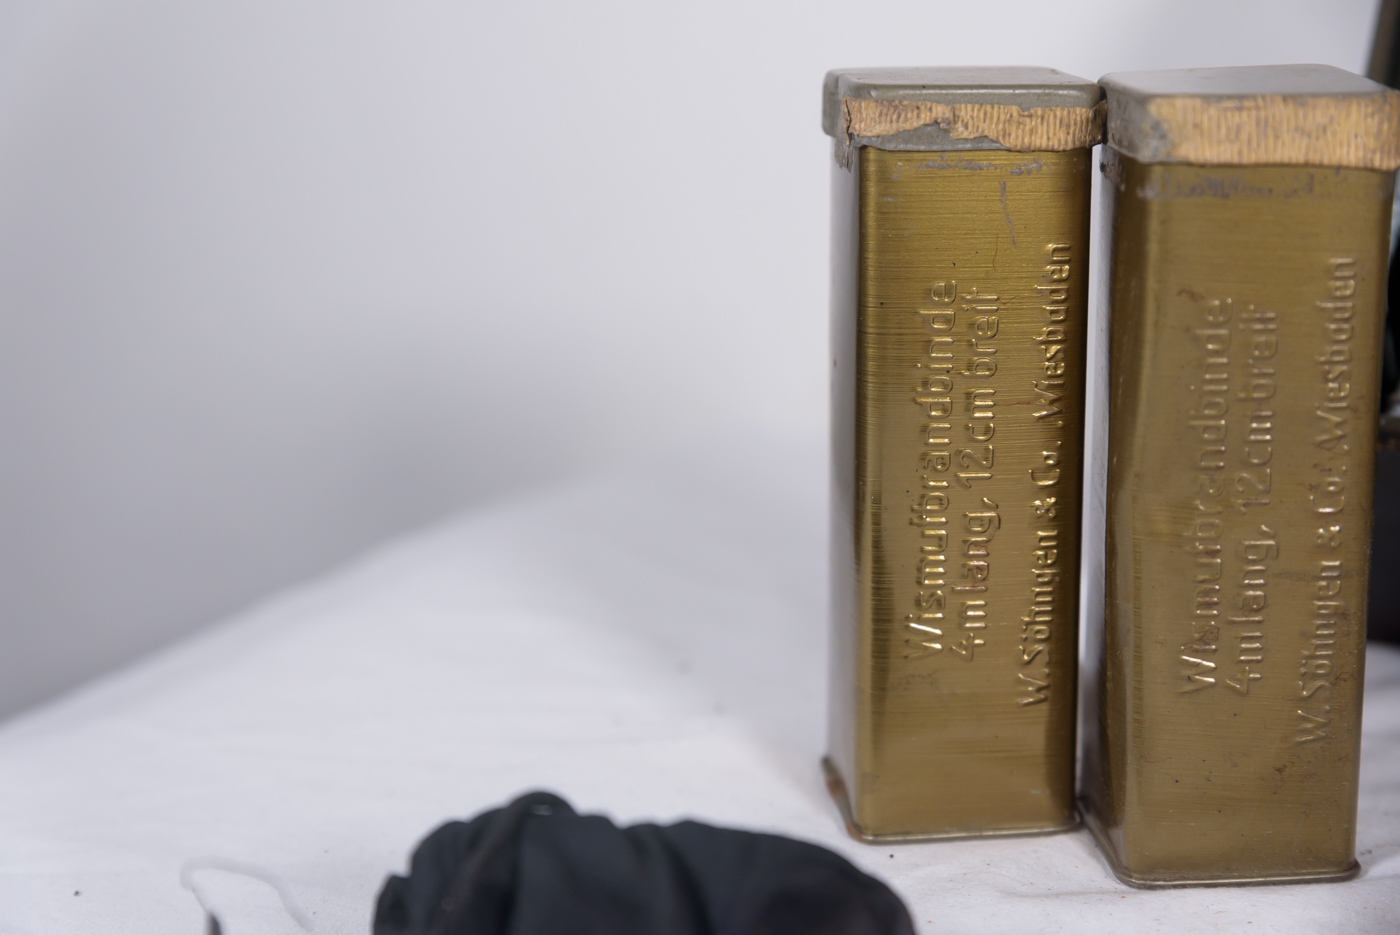 Wismutbrandbinde
4m lang, 12cm breit
W. Söhngen & Co. Wiesbaden
Wismutbrandbinde
4m lang, 12cm breit
W. Söhngen & Co. Wiesbaden